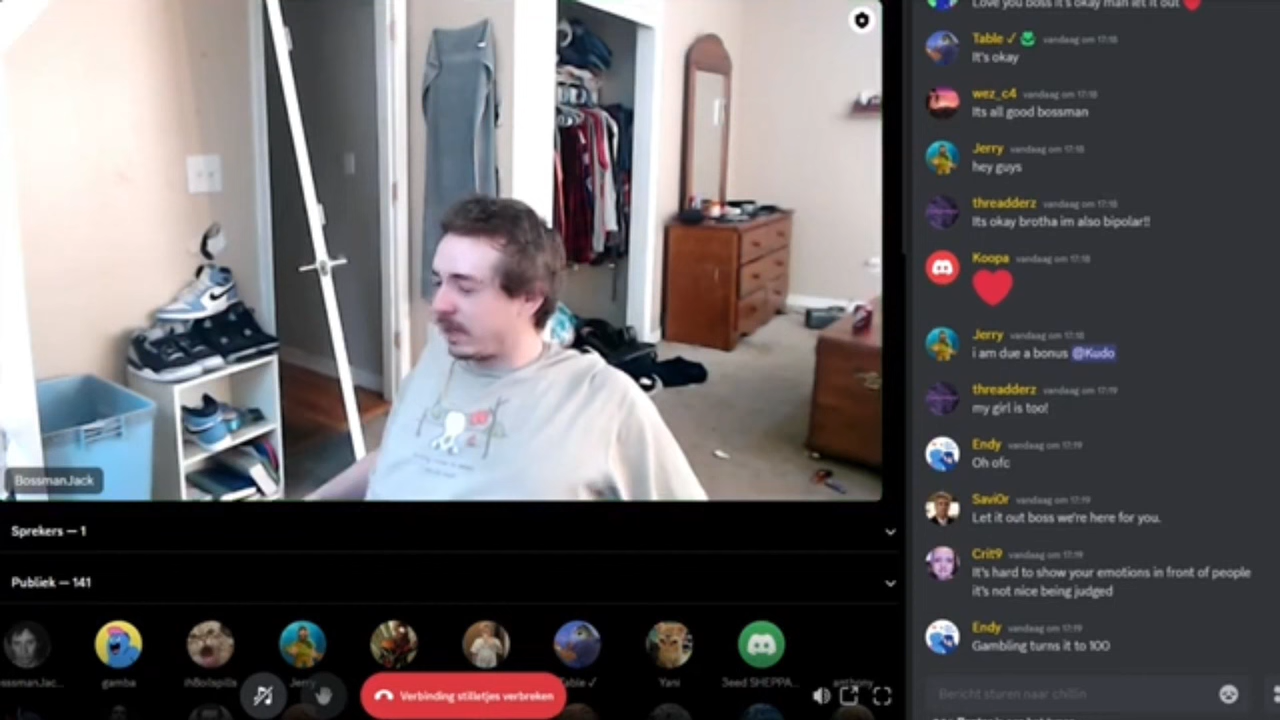 Love you boss it's okay man let it out
Table ✓ vandaag om 17:18
It's okay
wez_c4 vandaag om 17:18
Its all good bossman
Jerry vandaag om 17:18
hey guys
threadderz vandaag om 17:18
Its okay brotha im also bipolar!!
Koopa vandaag om 17:18
Jerry vandaag om 17:18
i am due a bonus @Kudo
threadderz vandaag om 17:19
my girl is too!
Endy vandaag om 17:19
Oh ofc
Savi0r vandaag om 17:19
Let it out boss we're here for you.
Crit9 vandaag om 17:19
It's hard to show your emotions in front of people
it's not nice being judged
Endy vandaag om 17:19
Gambling turns it to 100
Bericht sturen naar chillin
BossmanJack
Sprekers — 1
Publiek — 141
gamba
Jerry
Table ✓
Yani
3eed SHEPPA...
anthony
Verbinding stilletjes verbreken